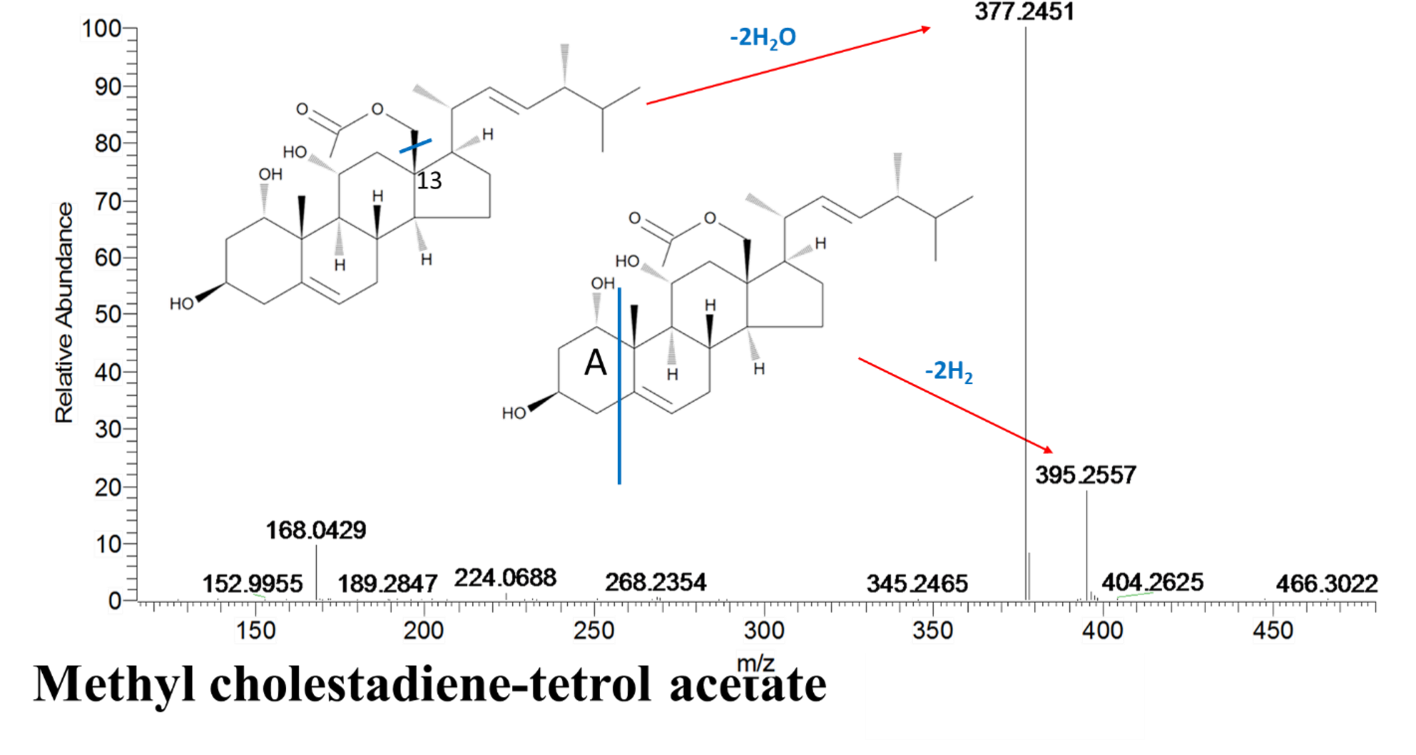 377.2451
-2H2O
100
90
80
70
60
50
40
30
20
10
0
Relative Abundance
O
O
HO
OH
H
H
13
H
H
HO
O
O
HO
OH
H
H
A
H
H
HO
-2H2
395.2557
168.0429
152.9955
189.2847
224.0688
268.2354
345.2465
404.2625
466.3022
150 200 250 300 350 400 450
m/z
Methyl cholestadiene-tetrol acetate